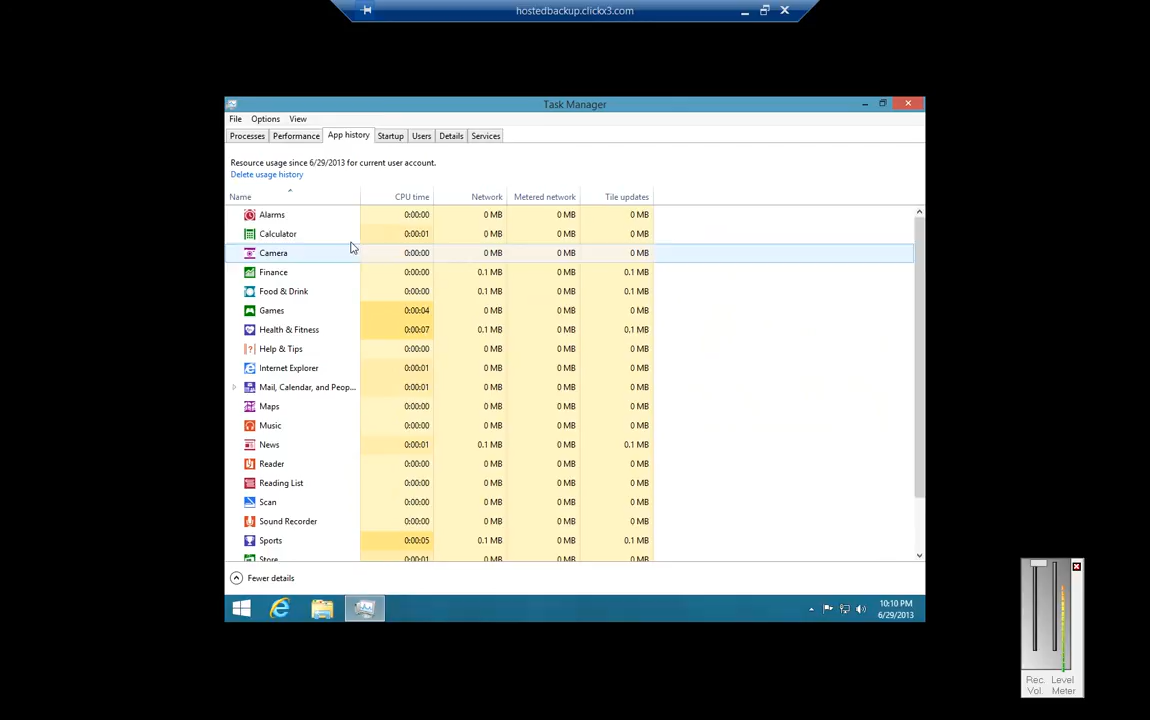 hostedbackup.clickx3.com
Task Manager
File Options View
Processes Performance App history Startup Users Details Services
Resource usage since 6/29/2013 for current user account.
Delete usage history
Name CPU time Network Metered network Tile updates
Alarms 0:00:00 0 MB 0 MB 0 MB
Calculator 0:00:01 0 MB 0 MB 0 MB
Camera 0:00:00 0 MB 0 MB 0 MB
Finance 0:00:00 0.1 MB 0 MB 0.1 MB
Food & Drink 0:00:00 0.1 MB 0 MB 0.1 MB
Games 0:00:04 0 MB 0 MB 0 MB
Health & Fitness 0:00:07 0.1 MB 0 MB 0.1 MB
Help & Tips 0:00:00 0 MB 0 MB 0 MB
Internet Explorer 0:00:01 0 MB 0 MB 0 MB
Mail, Calendar, and Peop... 0:00:01 0 MB 0 MB 0 MB
Maps 0:00:00 0 MB 0 MB 0 MB
Music 0:00:00 0 MB 0 MB 0 MB
News 0:00:01 0.1 MB 0 MB 0.1 MB
Reader 0:00:00 0 MB 0 MB 0 MB
Reading List 0:00:00 0 MB 0 MB 0 MB
Scan 0:00:00 0 MB 0 MB 0 MB
Sound Recorder 0:00:00 0 MB 0 MB 0 MB
Sports 0:00:05 0.1 MB 0 MB 0.1 MB
Store 0:00:01 0 MB 0 MB 0 MB
Fewer details
10:10 PM
6/29/2013
Rec. Level
Vol. Meter